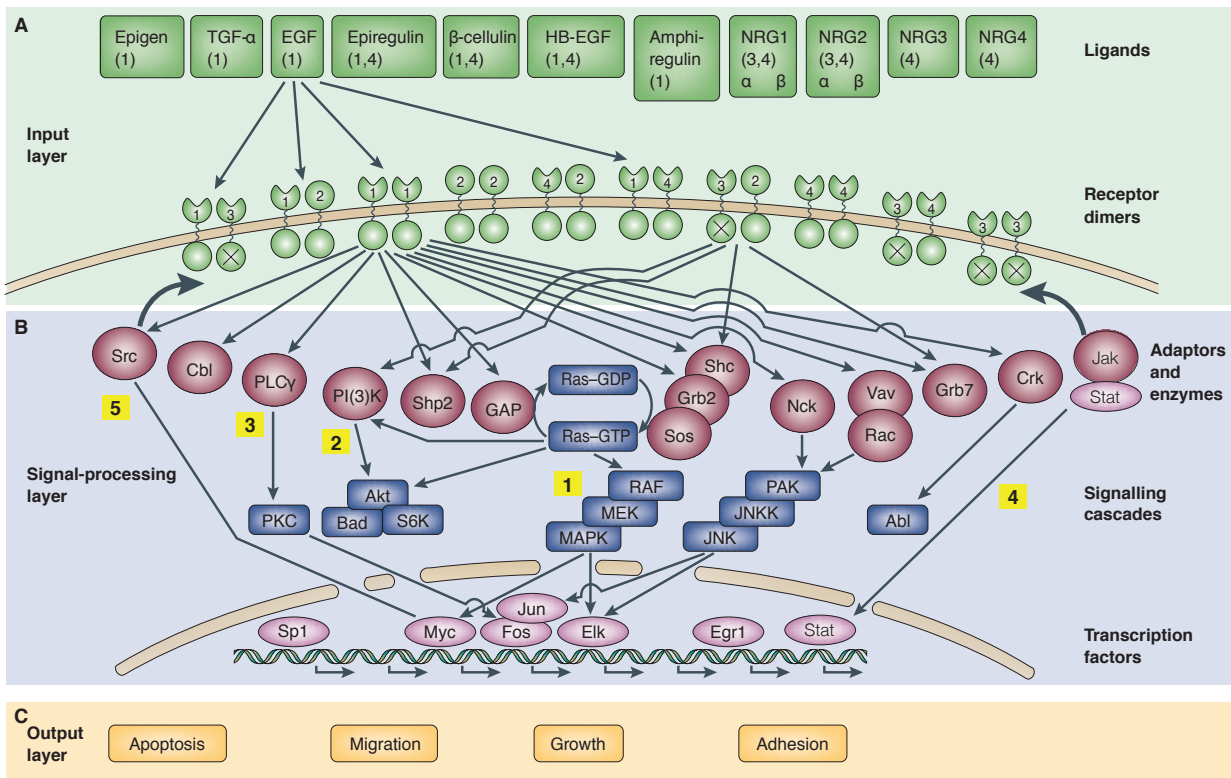 A
Epigen
(1)
TGF-α
(1)
EGF
(1)
Epiregulin
(1,4)
β-cellulin
(1,4)
HB-EGF
(1,4)
Amphi-
regulin
(1)
NRG1
(3,4)
α β
NRG2
(3,4)
α β
NRG3
(4)
NRG4
(4)
Ligands
Input
layer
1 3
1 2
1 1
2 2
4 2
1 4
3 2
4 4
3 4
3 3
Receptor
dimers
B
Src
Cbl
PLCγ
PI(3)K
Shp2
GAP
Ras–GDP
Ras–GTP
Shc
Grb2
Sos
Nck
Vav
Rac
Grb7
Crk
Jak
Stat
Adaptors
and
enzymes
5
3
2
1
4
Signal-processing
layer
PKC
Akt
Bad
S6K
RAF
MEK
MAPK
PAK
JNKK
JNK
Abl
Signalling
cascades
Sp1
Myc
Jun
Fos
Elk
Egr1
Stat
Transcription
factors
C
Output
layer
Apoptosis
Migration
Growth
Adhesion